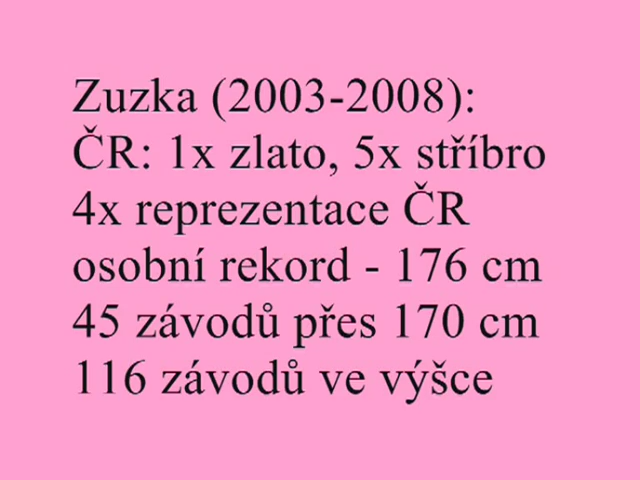 Zuzka (2003-2008):
ČR: 1x zlato, 5x stříbro
4x reprezentace ČR
osobní rekord - 176 cm
45 závodů přes 170 cm
116 závodů ve výšce